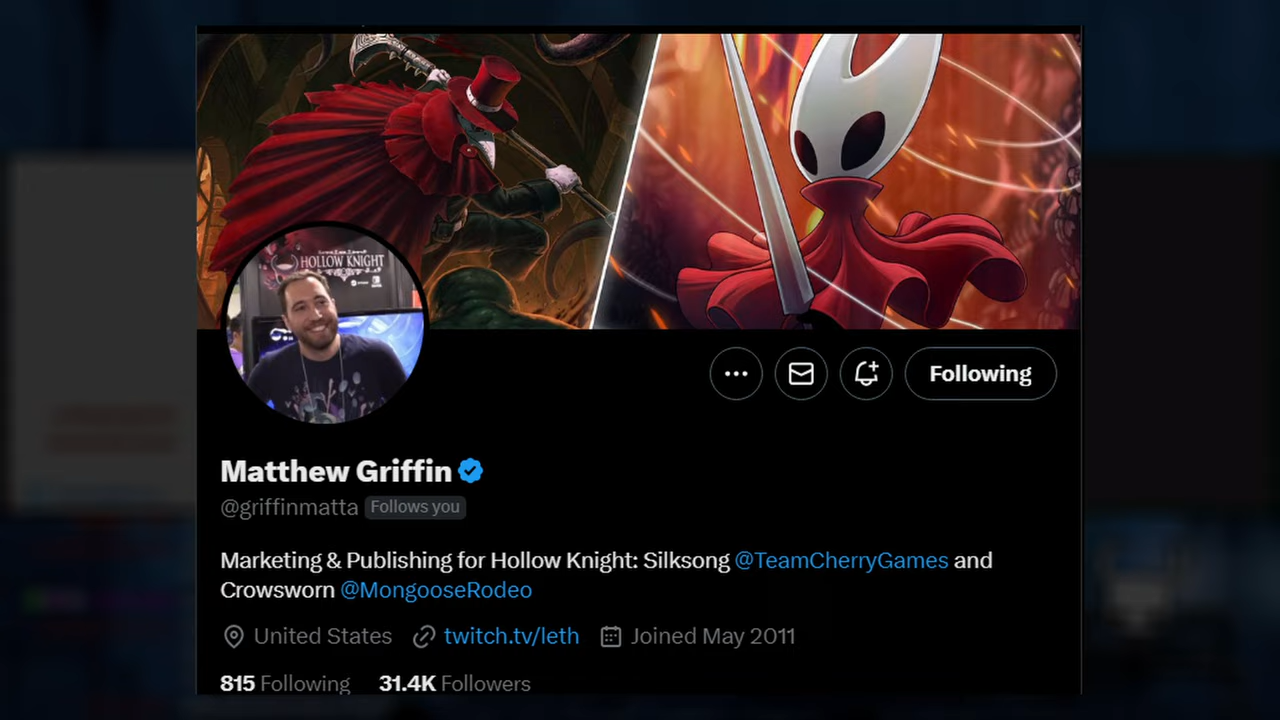 HOLLOW KNIGHT
Following
Matthew Griffin
@griffinmatta Follows you
Marketing & Publishing for Hollow Knight: Silksong @TeamCherryGames and
Crowsworn @MongooseRodeo
United States twitch.tv/leth Joined May 2011
815 Following 31.4K Followers